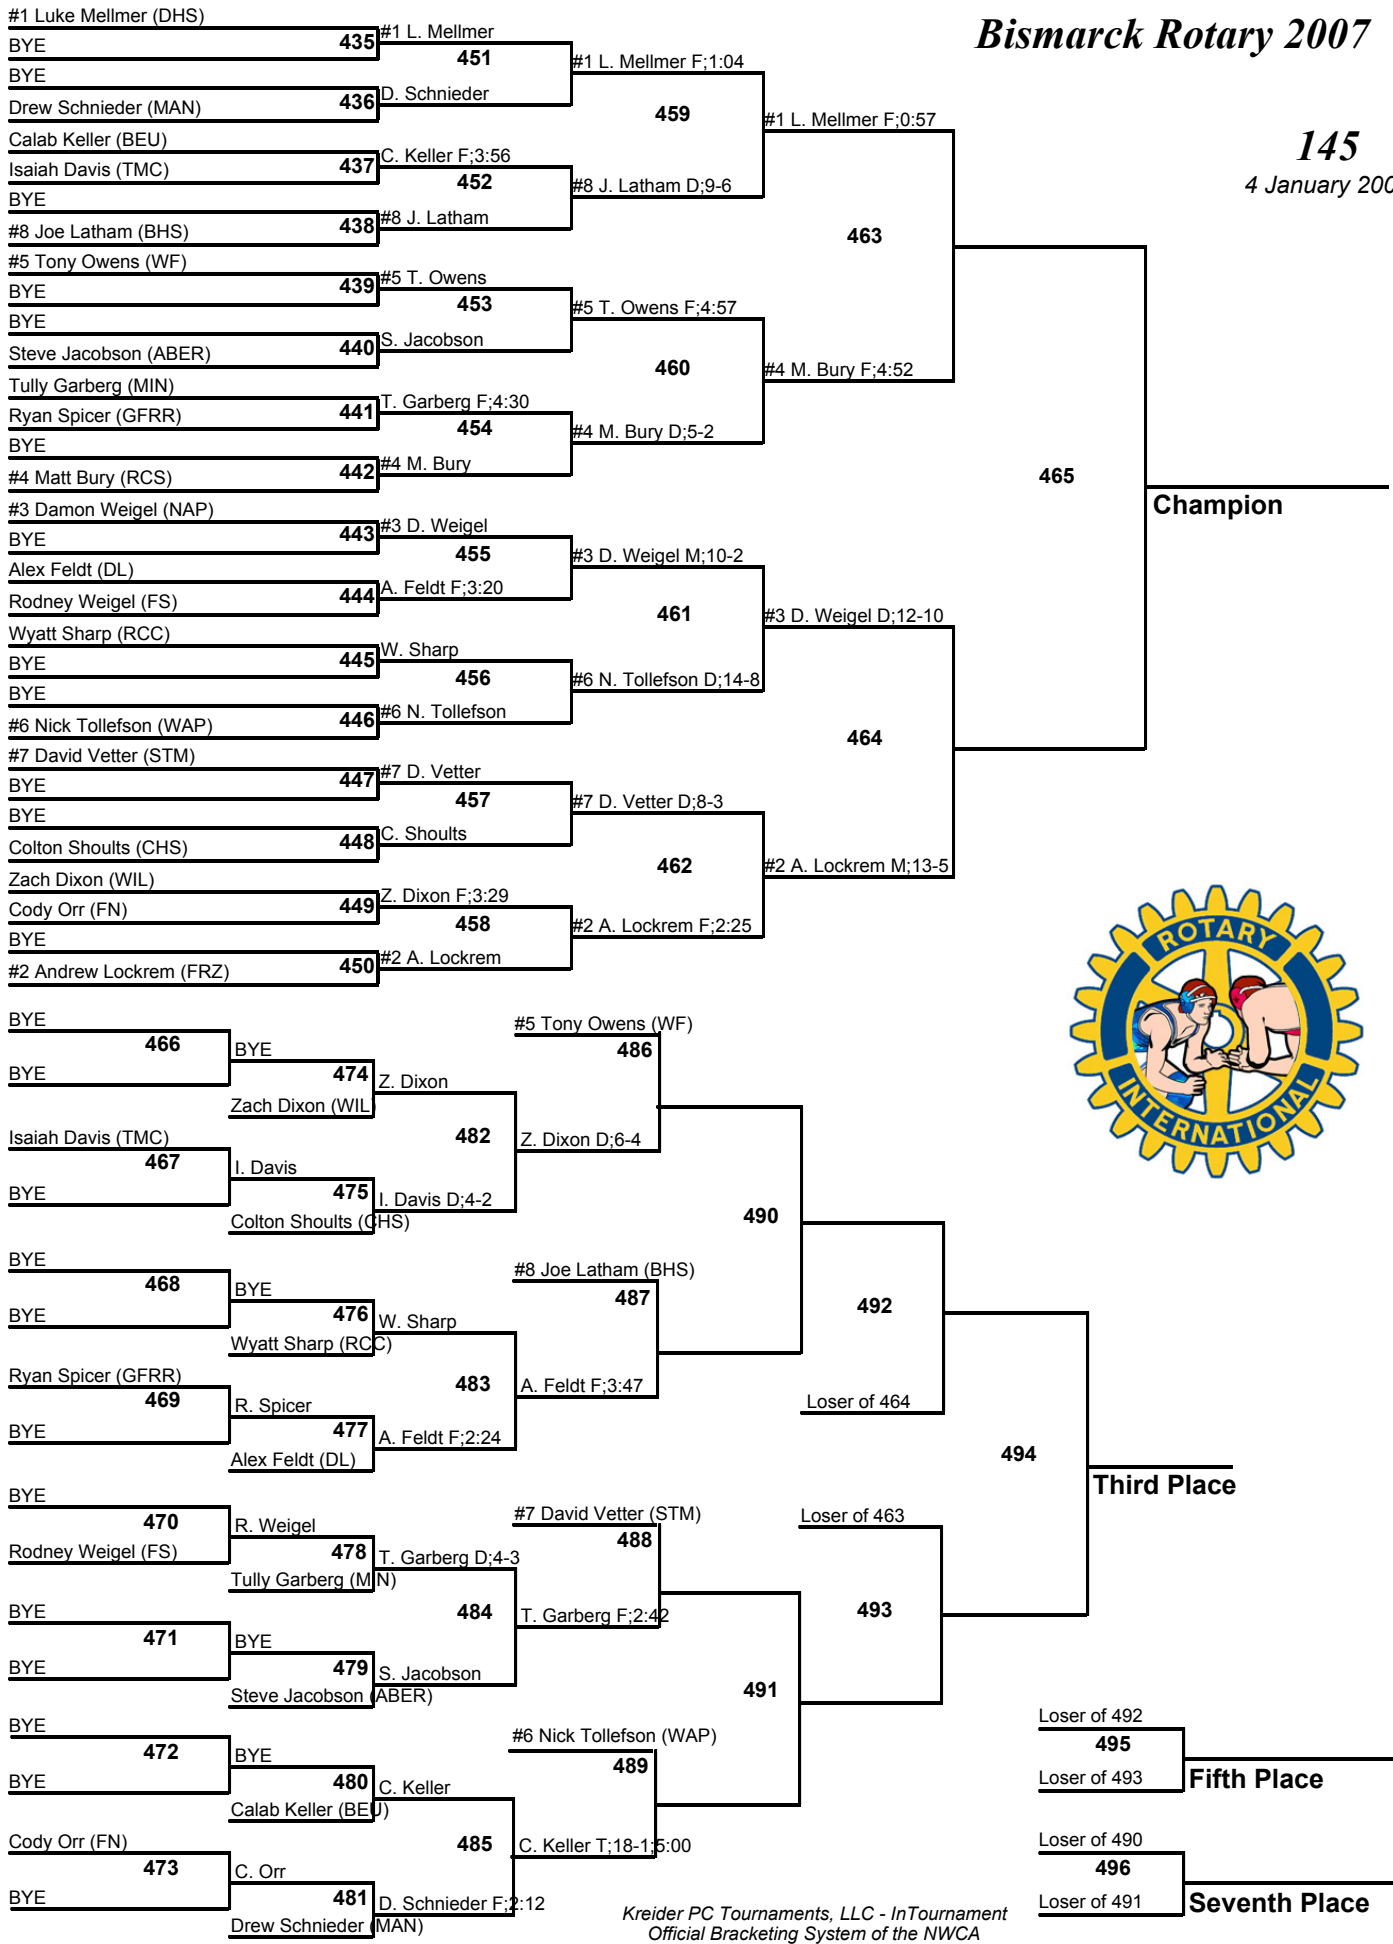 Bismarck Rotary 2007
145
4 January 200
#1 Luke Mellmer (DHS)
BYE
435
BYE
Drew Schnieder (MAN)
436
Calab Keller (BEU)
Isaiah Davis (TMC)
437
BYE
#8 Joe Latham (BHS)
438
#5 Tony Owens (WF)
BYE
439
BYE
Steve Jacobson (ABER)
440
Tully Garberg (MIN)
Ryan Spicer (GFRR)
441
BYE
#4 Matt Bury (RCS)
442
#3 Damon Weigel (NAP)
BYE
443
Alex Feldt (DL)
Rodney Weigel (FS)
444
Wyatt Sharp (RCC)
BYE
445
BYE
#6 Nick Tollefson (WAP)
446
#7 David Vetter (STM)
BYE
447
BYE
Colton Shoults (CHS)
448
Zach Dixon (WIL)
Cody Orr (FN)
449
BYE
#2 Andrew Lockrem (FRZ)
450
#1 L. Mellmer
451
D. Schnieder
C. Keller F;3:56
452
#8 J. Latham
#5 T. Owens
453
S. Jacobson
T. Garberg F;4:30
454
#4 M. Bury
#3 D. Weigel
455
A. Feldt F;3:20
W. Sharp
456
#6 N. Tollefson
#7 D. Vetter
457
C. Shoults
Z. Dixon F;3:29
458
#2 A. Lockrem
#1 L. Mellmer F;1:04
459
#8 J. Latham D;9-6
#5 T. Owens F;4:57
460
#4 M. Bury D;5-2
#3 D. Weigel M;10-2
461
#6 N. Tollefson D;14-8
#7 D. Vetter D;8-3
462
#2 A. Lockrem F;2:25
#1 L. Mellmer F;0:57
463
#4 M. Bury F;4:52
#3 D. Weigel D;12-10
464
#2 A. Lockrem M;13-5
465
Champion
ROTARY
INTERNATIONAL
BYE
466
BYE
Isaiah Davis (TMC)
467
BYE
BYE
468
BYE
Ryan Spicer (GFRR)
469
BYE
BYE
470
Rodney Weigel (FS)
BYE
471
BYE
BYE
472
BYE
Cody Orr (FN)
473
BYE
BYE
474
Zach Dixon (WIL)
I. Davis
475
Colton Shoults (CHS)
BYE
476
Wyatt Sharp (RCC)
R. Spicer
477
Alex Feldt (DL)
R. Weigel
478
Tully Garberg (MIN)
BYE
479
Steve Jacobson (ABER)
BYE
480
Calab Keller (BEU)
C. Orr
481
Drew Schnieder (MAN)
Z. Dixon
482
I. Davis D;4-2
W. Sharp
483
A. Feldt F;2:24
T. Garberg D;4-3
484
S. Jacobson
C. Keller
485
D. Schnieder F;2:12
#5 Tony Owens (WF)
486
Z. Dixon D;6-4
#8 Joe Latham (BHS)
487
A. Feldt F;3:47
#7 David Vetter (STM)
488
T. Garberg F;2:42
#6 Nick Tollefson (WAP)
489
C. Keller T;18-1;5:00
490
491
492
Loser of 464
Loser of 463
493
494
Third Place
Loser of 492
495
Loser of 493
Fifth Place
Loser of 490
496
Loser of 491
Seventh Place
Kreider PC Tournaments, LLC - InTournament
Official Bracketing System of the NWCA